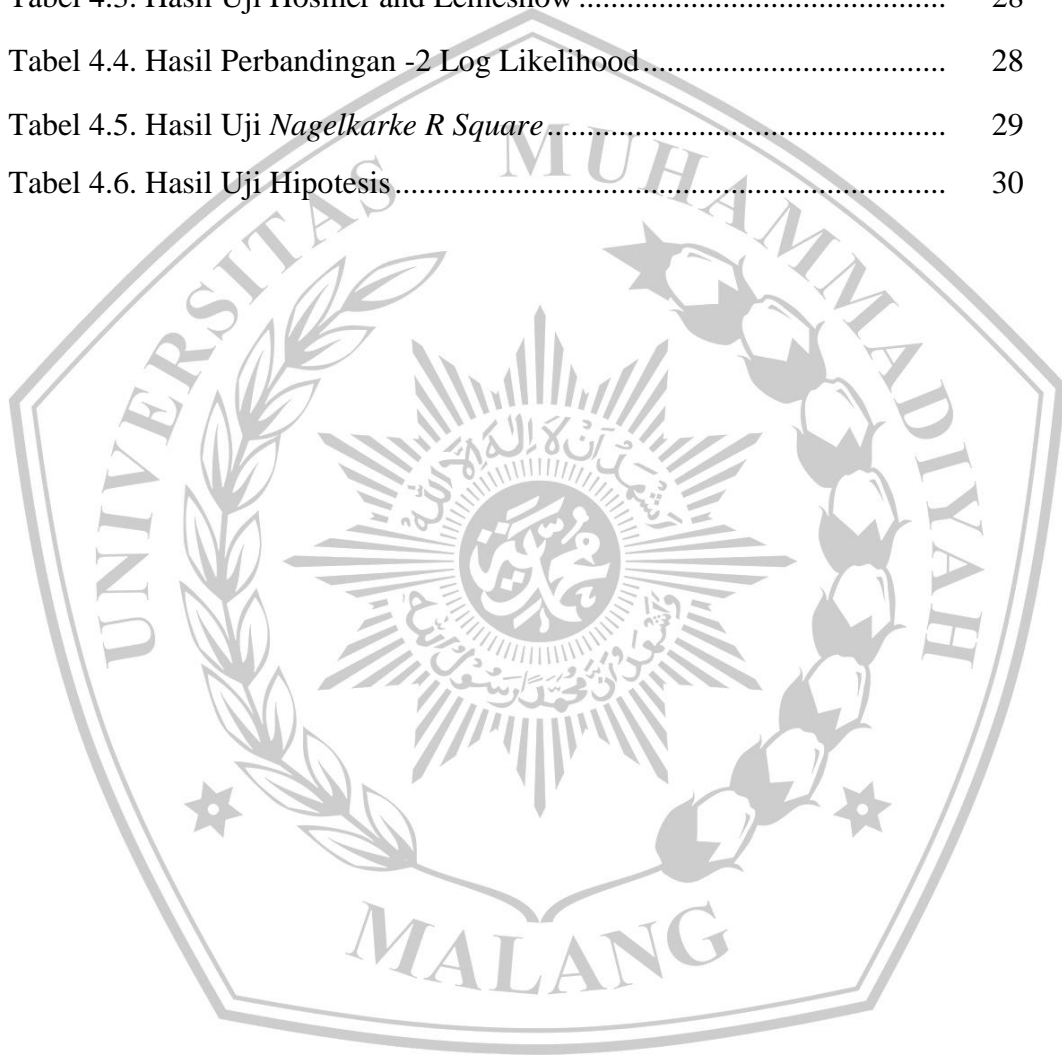 Tabel 4.3. Hasil Uji Hosmer and Lemeshow 28
Tabel 4.4. Hasil Perbandingan -2 Log Likelihood 28
Tabel 4.5. Hasil Uji Nagelkarke R Square 29
Tabel 4.6. Hasil Uji Hipotesis 30
UNIVERSITAS MUHAMMADIYAH
MALANG